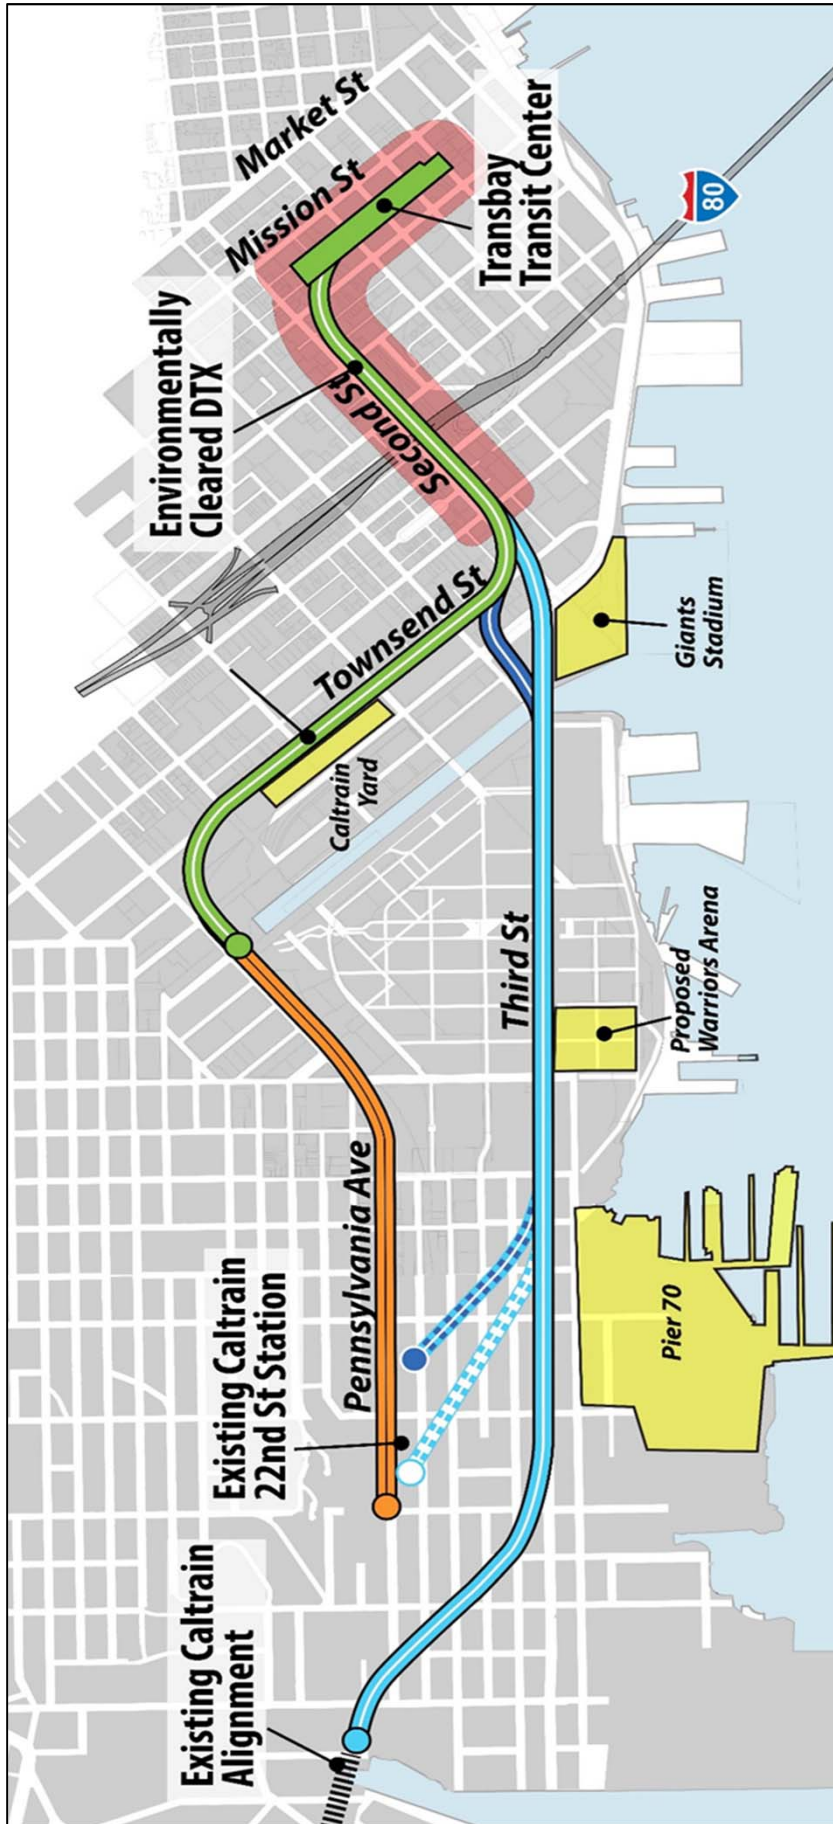 Market St
Mission St
Transbay
Transit Center
80
Environmentally
Cleared DTX
Second St
Townsend St
Giants
Stadium
Caltrain
Yard
Third St
Proposed
Warriors Arena
Pennsylvania Ave
Existing Caltrain
22nd St Station
Pier 70
Existing Caltrain
Alignment